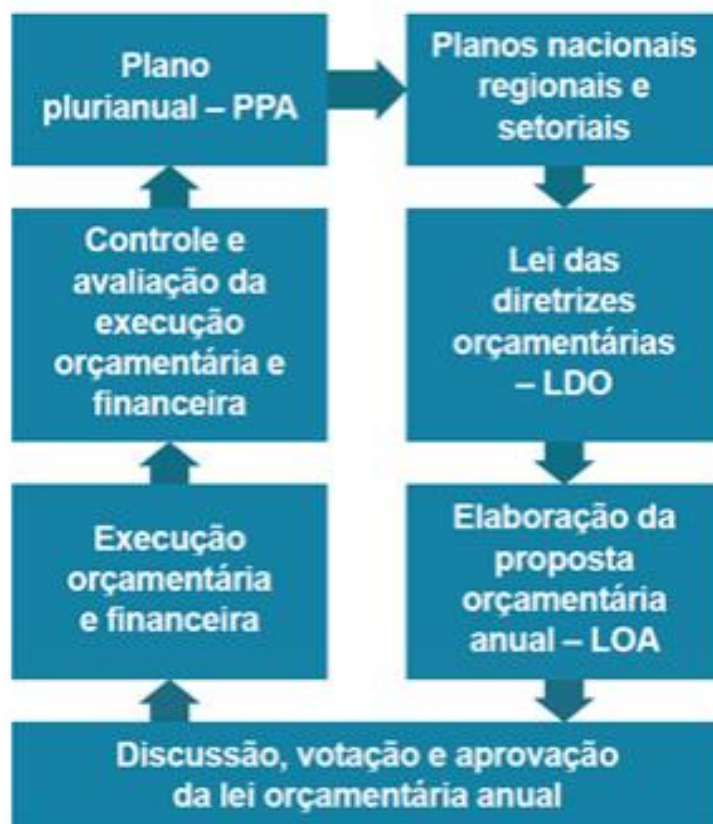 Plano
plurianual – PPA
Planos nacionais
regionais e
setoriais
Lei das
diretrizes
orçamentárias
– LDO
Elaboração da
proposta
orçamentária
anual – LOA
Discussão, votação e aprovação
da lei orçamentária anual
Execução
orçamentária
e financeira
Controle e
avaliação da
execução
orçamentária e
financeira